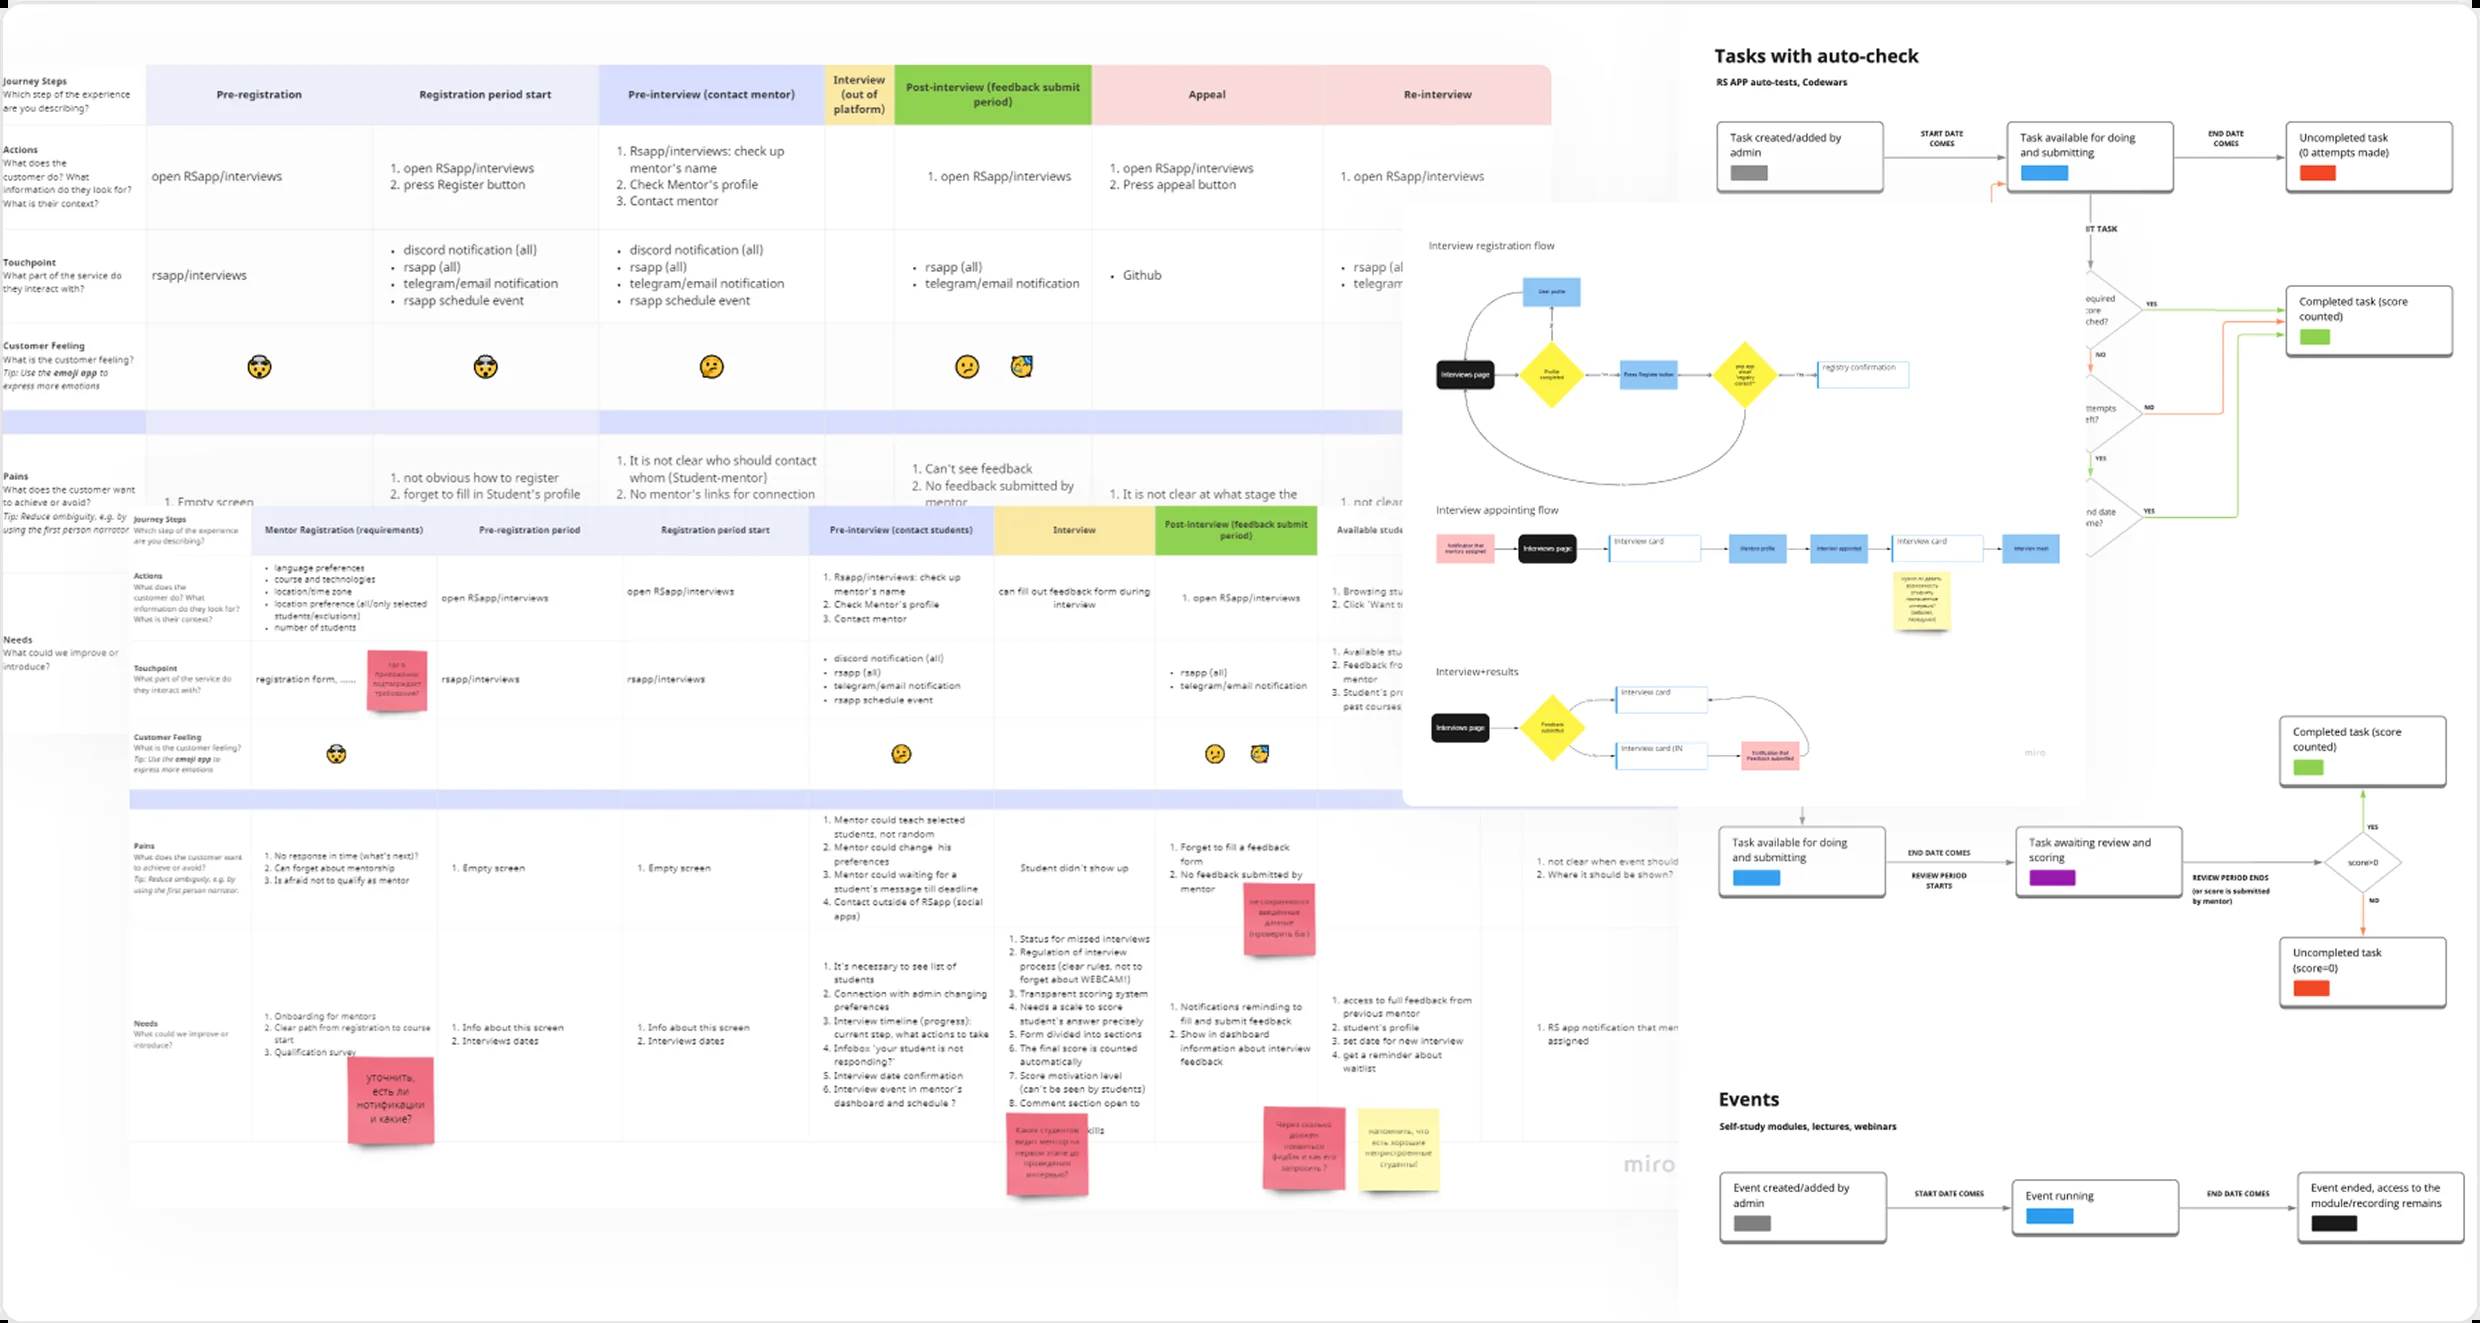 Journey Steps
Which step of the experience
are you describing?
Pre-registration
Registration period start
Pre-interview (contact mentor)
Interview
(out of
platform)
Post-interview (feedback submit
period)
Appeal
Re-interview
Actions
What does the
customer do? What
information do they look for?
What is their context?
open RSapp/interviews
1. open RSapp/interviews
2. press Register button
1. Rsapp/interviews: check up
mentor's name
2. Check Mentor's profile
3. Contact mentor
1. open RSapp/interviews
1. open RSapp/interviews
2. Press appeal button
1. open RSapp/interviews
Touchpoint
What part of the service do
they interact with?
rsapp/interviews
• discord notification (all)
• rsapp (all)
• telegram/email notification
• rsapp schedule event
• discord notification (all)
• rsapp (all)
• telegram/email notification
• rsapp schedule event
• rsapp (all)
• telegram/email notification
• Github
• rsapp (al
• telegram
Customer Feeling
What is the customer feeling?
Tip: Use the emoji app to
express more emotions
Pains
What does the customer want
to achieve or avoid?
Tip: Reduce ambiguity, e.g. by
using the first person narrator.
1. Empty screen
1. not obvious how to register
2. forget to fill in Student's profile
1. It is not clear who should contact
whom (Student-mentor)
2. No mentor's links for connection
1. Can't see feedback
2. No feedback submitted by
mentor
1. It is not clear at what stage the
1. not clear
Needs
What could we improve or
introduce?
Journey Steps
Which step of the experience
are you describing?
Mentor Registration (requirements)
Pre-registration period
Registration period start
Pre-interview (contact students)
Interview
Post-interview (feedback submit
period)
Available stude
Actions
What does the
customer do? What
information do they look for?
What is their context?
• language preferences
• course and technologies
• location/time zone
• location preference (all/only selected
students/exclusions)
• number of students
open RSapp/interviews
open RSapp/interviews
1. Rsapp/interviews: check up
mentor's name
2. Check Mentor's profile
3. Contact mentor
can fill out feedback form during
interview
1. open RSapp/interviews
1. Browsing stu
2. Click 'Want t
Touchpoint
What part of the service do
they interact with?
registration form, ......
где в
приложении
подтверждает
требования?
rsapp/interviews
rsapp/interviews
• discord notification (all)
• rsapp (all)
• telegram/email notification
• rsapp schedule event
• rsapp (all)
• telegram/email notification
1. Available stu
2. Feedback fro
mentor
3. Student's pro
past courses
Customer Feeling
What is the customer feeling?
Tip: Use the emoji app to
express more emotions
Pains
What does the customer want
to achieve or avoid?
Tip: Reduce ambiguity, e.g. by
using the first person narrator.
1. No response in time (what's next)?
2. Can forget about mentorship
3. Is afraid not to qualify as mentor
1. Empty screen
1. Empty screen
1. Mentor could teach selected
students, not random
2. Mentor could change his
preferences
3. Mentor could waiting for a
student's message till deadline
4. Contact outside of RSapp (social
apps)
Student didn't show up
1. Forget to fill a feedback
form
2. No feedback submitted by
mentor
не сохраняются
введенные
данные
(проверить баг)
1. not clear when event should
2. Where it should be shown?
Needs
What could we improve or
introduce?
1. Onboarding for mentors
2. Clear path from registration to course
start
3. Qualification survey
уточнить,
есть ли
нотификации
и какие?
1. Info about this screen
2. Interviews dates
1. Info about this screen
2. Interviews dates
1. It's necessary to see list of
students
2. Connection with admin changing
preferences
3. Interview timeline (progress):
current step, what actions to take
4. Infobox 'your student is not
responding?'
5. Interview date confirmation
6. Interview event in mentor's
dashboard and schedule ?
1. Status for missed interviews
2. Regulation of interview
process (clear rules, not to
forget about WEBCAM!)
3. Transparent scoring system
4. Needs a scale to score
student's answer precisely
5. Form divided into sections
6. The final score is counted
automatically
7. Score motivation level
(can't be seen by students)
8. Comment section open to
kills
Каких студентов
видит ментор на
первом этапе до
проведения
интервью?
1. Notifications reminding to
fill and submit feedback
2. Show in dashboard
information about interview
feedback
1. access to full feedback from
previous mentor
2. student's profile
3. set date for new interview
4. get a reminder about
waitlist
Через сколько
должен
появиться
фидбек и как его
запросить ?
напомнить, что
есть хорошие
непристроенные
студенты!
1. RS app notification that men
assigned
miro
Interview registration flow
User profile
Interviews page
Profile
completed
Press Register button
registry confirmation
Interview appointing flow
Notification that
mentors assigned
Interviews page
Interview card
Mentors profile
Interview appointed
Interview card
Interview result
Interview+results
Interviews page
Feedback
submitted
Interview card
Interview card (IN
Notification that
Feedback submitted
miro
Tasks with auto-check
RS APP auto-tests, Codewars
Task created/added by
admin
START DATE
COMES
Task available for doing
and submitting
END DATE
COMES
Uncompleted task
(0 attempts made)
IT TASK
equired
core
ched?
YES
Completed task (score
counted)
NO
ttempts
eft?
NO
YES
nd date
me?
YES
Task available for doing
and submitting
END DATE COMES
REVIEW PERIOD
STARTS
Task awaiting review and
scoring
REVIEW PERIOD ENDS
(or score is submitted
by mentor)
score>0
YES
Completed task (score
counted)
NO
Uncompleted task
(score=0)
Events
Self-study modules, lectures, webinars
Event created/added by
admin
START DATE COMES
Event running
END DATE COMES
Event ended, access to the
module/recording remains